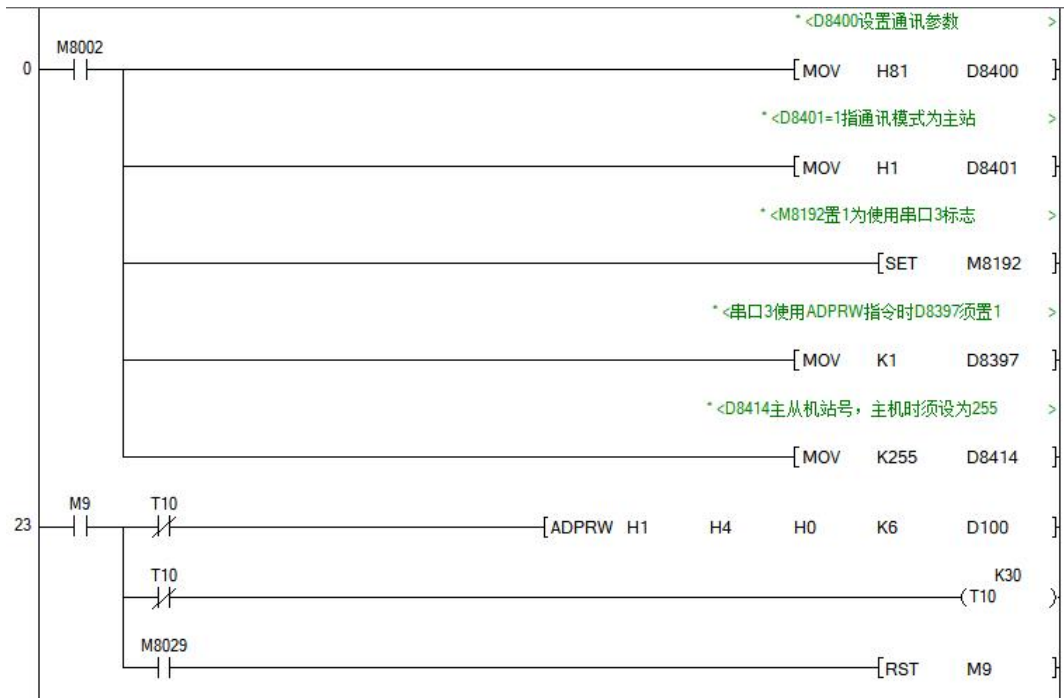 * <D8400设置通讯参数 >
M8002
0 [MOV H81 D8400 ]
* <D8401=1指通讯模式为主站 >
[MOV H1 D8401 ]
* <M8192置1为使用串口3标志 >
[SET M8192 ]
* <串口3使用ADPRW指令时D8397须置1 >
[MOV K1 D8397 ]
* <D8414主从机站号，主机时须设为255 >
[MOV K255 D8414 ]
M9 T10
23 [ADPRW H1 H4 H0 K6 D100 ]
T10 K30
(T10 )
M8029
[RST M9 ]